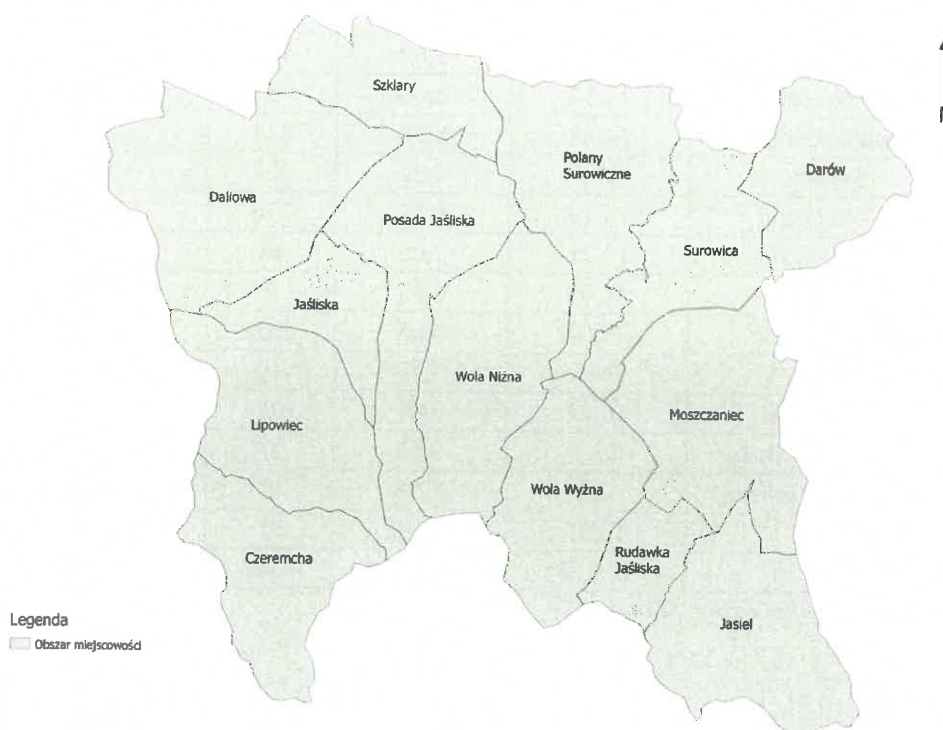 Szklary
Polany
Surowiczne
Darów
Daliowa
Posada Jaśliska
Surowica
Jaśliska
Wola Niżna
Moszczaniec
Lipowiec
Wola Wyżna
Czeremcha
Rudawka
Jaśliska
Jasiel
Legenda
Obszar miejscowości